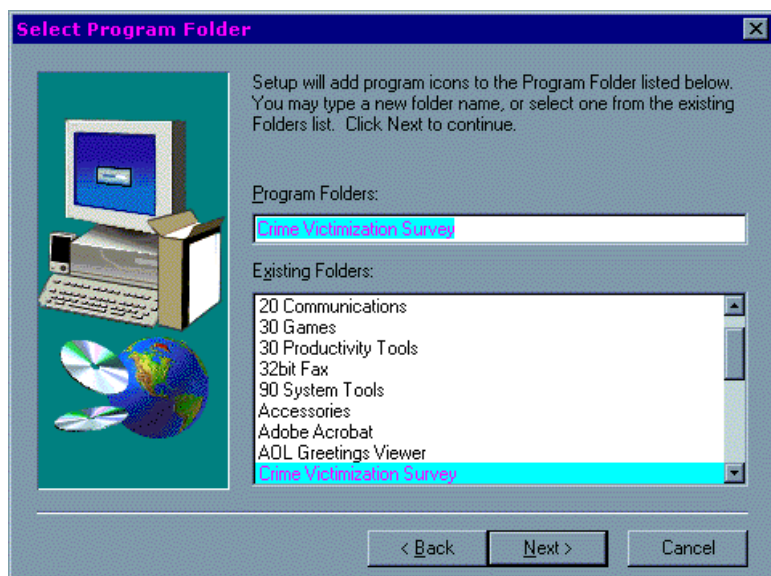 Select Program Folder
Setup will add program icons to the Program Folder listed below.
You may type a new folder name, or select one from the existing
Folders list.  Click Next to continue.
Program Folders:
Crime Victimization Survey
Existing Folders:
20 Communications
30 Games
30 Productivity Tools
32bit Fax
90 System Tools
Accessories
Adobe Acrobat
AOL Greetings Viewer
Crime Victimization Survey
< Back
Next >
Cancel